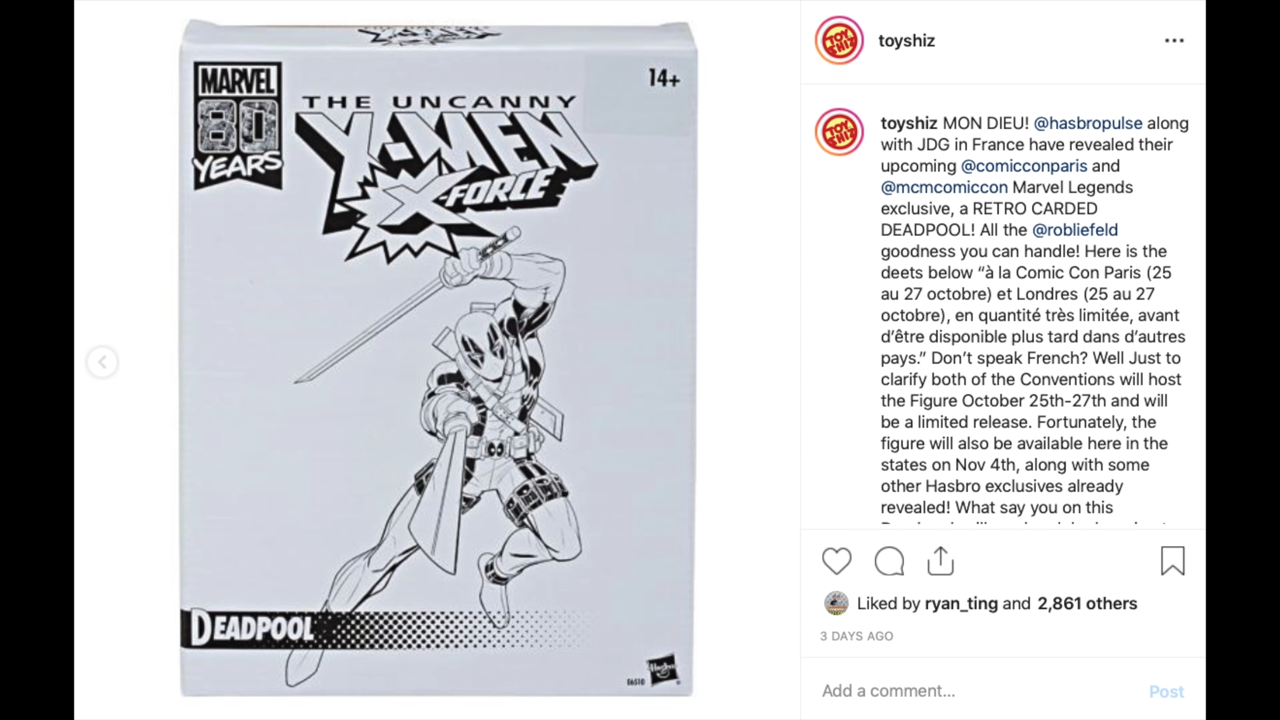 MARVEL
80
YEARS
14+
THE UNCANNY
X-MEN
X-FORCE
DEADPOOL
E6510
Hasbro
TOY
SHIZ
toyshiz
TOY
SHIZ
toyshiz MON DIEU! @hasbropulse along
with JDG in France have revealed their
upcoming @comicconparis and
@mcmcomiccon Marvel Legends
exclusive, a RETRO CARDED
DEADPOOL! All the @robliefeld
goodness you can handle! Here is the
deets below “à la Comic Con Paris (25
au 27 octobre) et Londres (25 au 27
octobre), en quantité très limitée, avant
d’être disponible plus tard dans d’autres
pays.” Don’t speak French? Well Just to
clarify both of the Conventions will host
the Figure October 25th-27th and will
be a limited release. Fortunately, the
figure will also be available here in the
states on Nov 4th, along with some
other Hasbro exclusives already
revealed! What say you on this
Liked by ryan_ting and 2,861 others
3 DAYS AGO
Add a comment...
Post